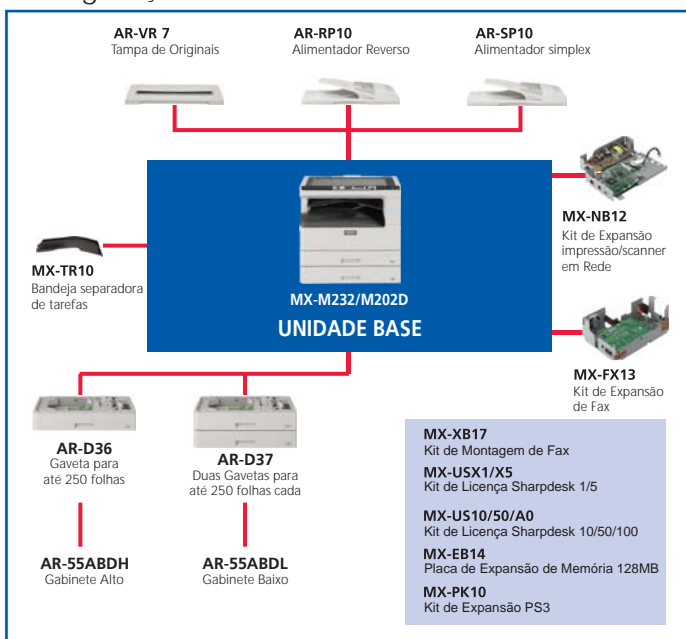 AR-VR 7
Tampa de Originais
AR-RP10
Alimentador Reverso
AR-SP10
Alimentador simplex
MX-NB12
Kit de Expansão
impressão/scanner
em Rede
MX-TR10
Bandeja separadora
de tarefas
MX-M232/M202D
UNIDADE BASE
MX-FX13
Kit de Expansão
de Fax
AR-D36
Gaveta para
até 250 folhas
AR-D37
Duas Gavetas para
até 250 folhas cada
AR-55ABDH
Gabinete Alto
AR-55ABDL
Gabinete Baixo
MX-XB17
Kit de Montagem de Fax
MX-USX1/X5
Kit de Licença Sharpdesk 1/5
MX-US10/50/A0
Kit de Licença Sharpdesk 10/50/100
MX-EB14
Placa de Expansão de Memória 128MB
MX-PK10
Kit de Expansão PS3